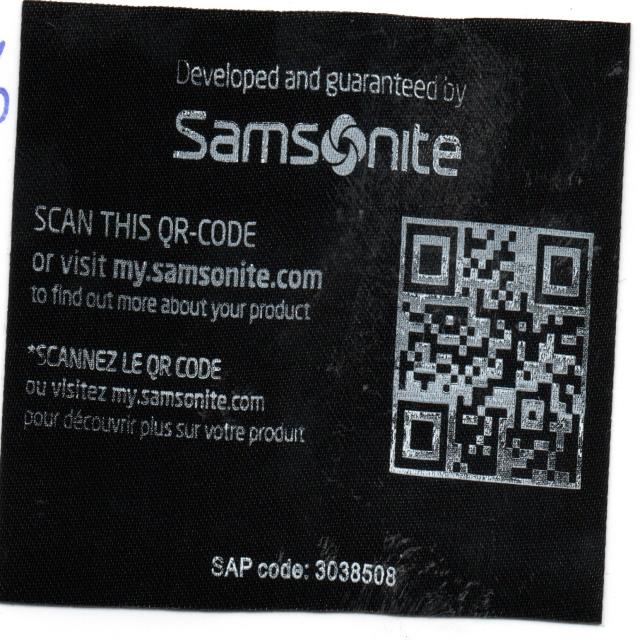 Developed and guaranteed by
Samsonite
SCAN THIS QR-CODE
or visit my.samsonite.com
to find out more about your product
*SCANNEZ LE QR CODE
ou visitez my.samsonite.com
pour découvrir plus sur votre produit
SAP code: 3038508